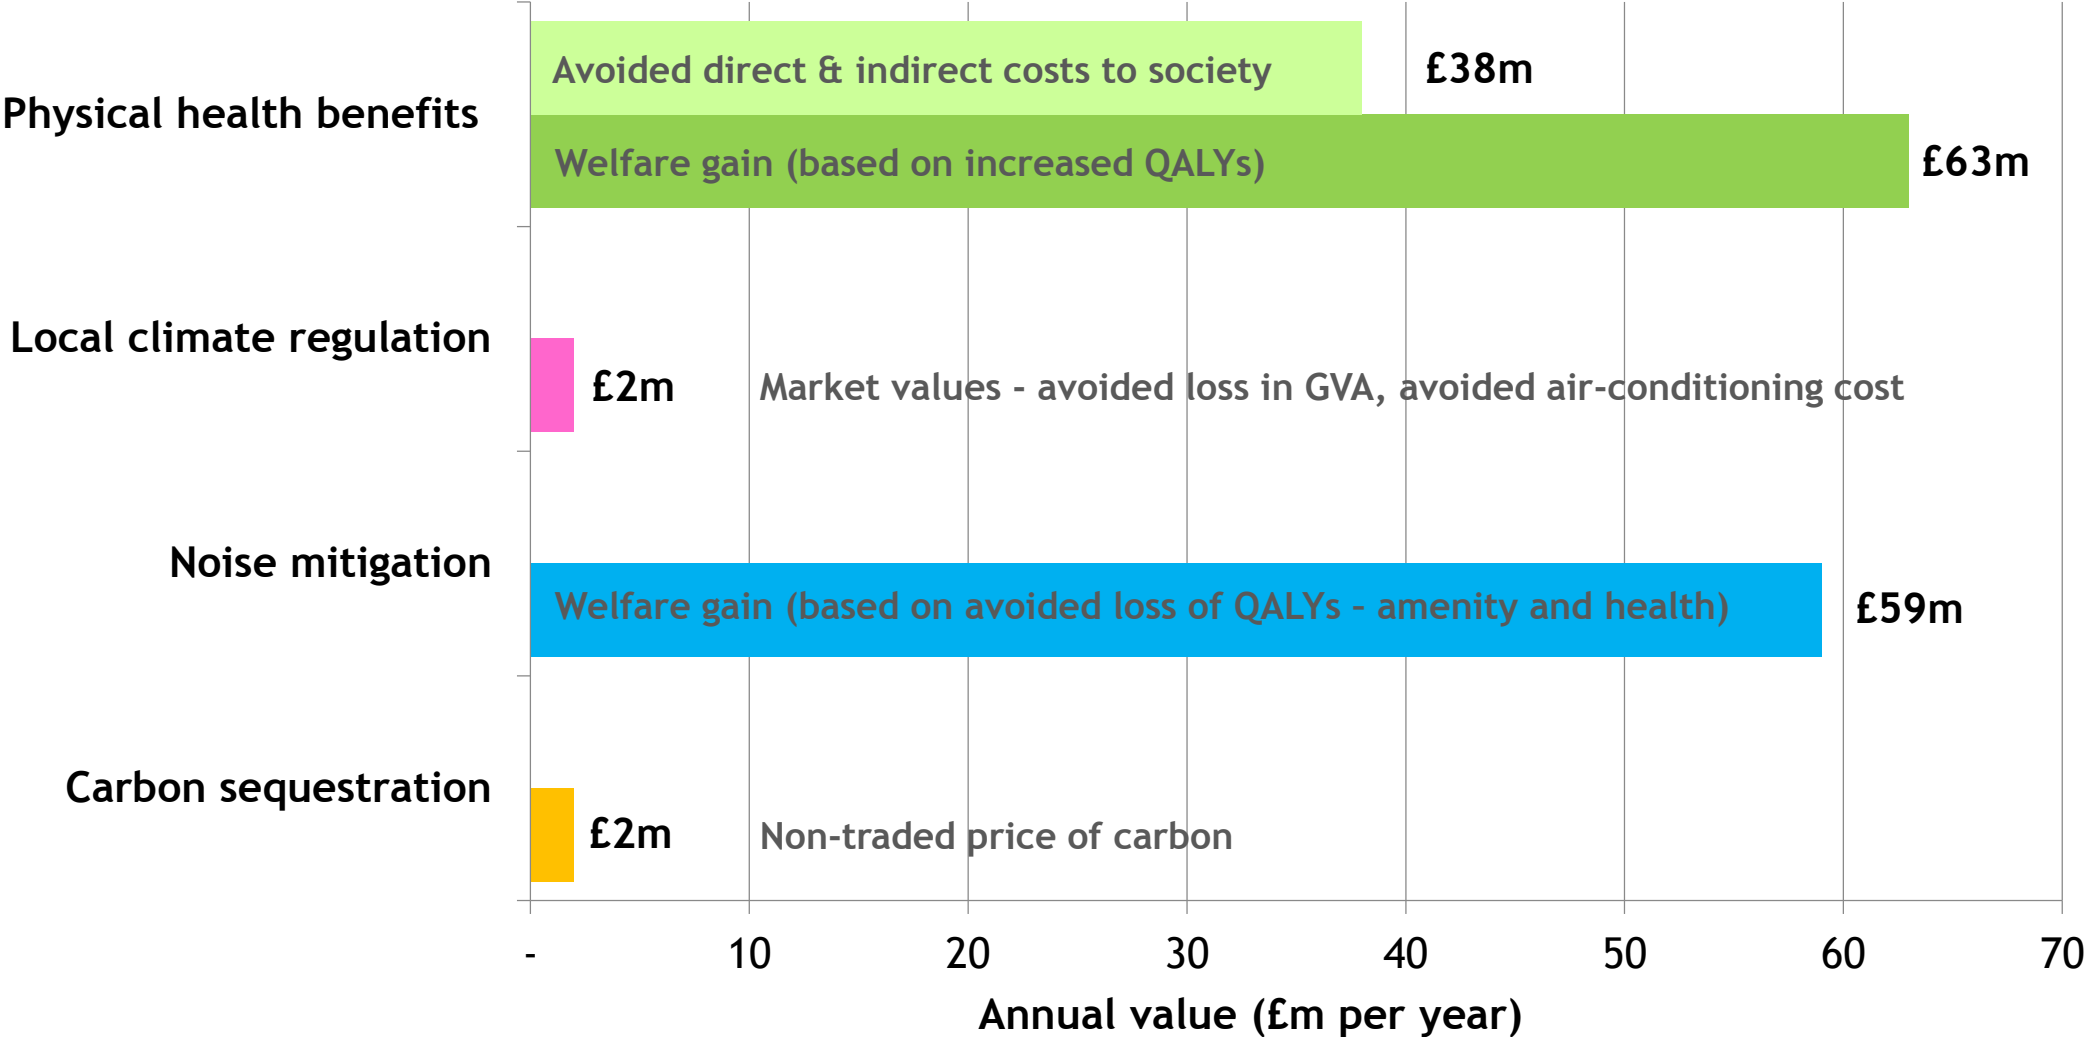 Avoided direct & indirect costs to society £38m
Physical health benefits
Welfare gain (based on increased QALYs) £63m
Local climate regulation
£2m Market values - avoided loss in GVA, avoided air-conditioning cost
Noise mitigation
Welfare gain (based on avoided loss of QALYs – amenity and health) £59m
Carbon sequestration
£2m Non-traded price of carbon
- 10 20 30 40 50 60 70
Annual value (£m per year)